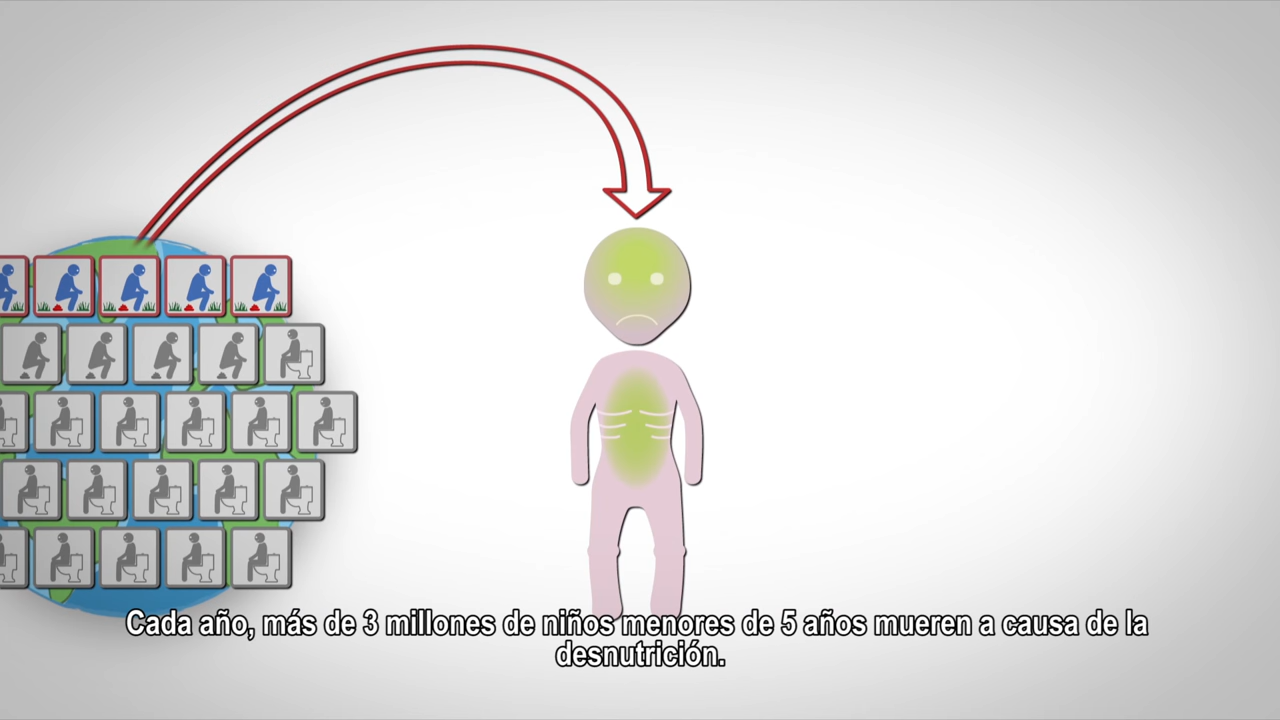 Cada año, más de 3 millones de niños menores de 5 años mueren a causa de la
desnutrición.